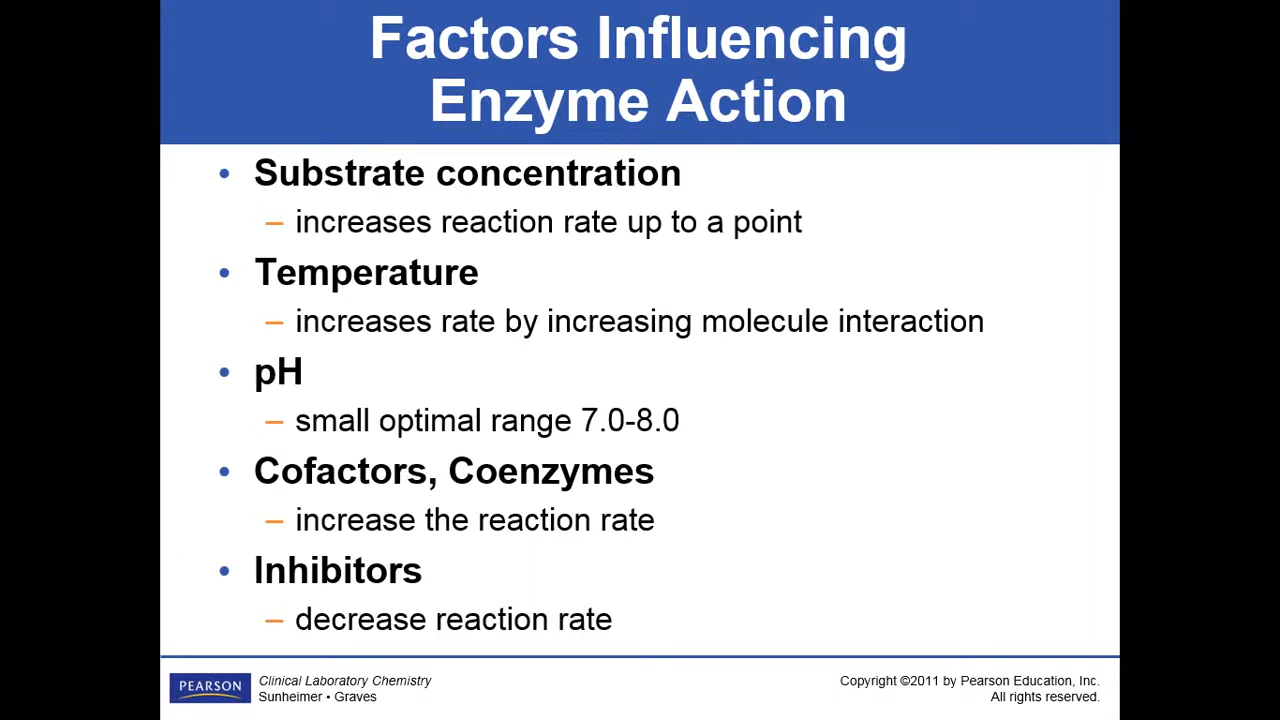 Factors Influencing
Enzyme Action
• Substrate concentration
– increases reaction rate up to a point
• Temperature
– increases rate by increasing molecule interaction
• pH
– small optimal range 7.0-8.0
• Cofactors, Coenzymes
– increase the reaction rate
• Inhibitors
– decrease reaction rate
PEARSON
Clinical Laboratory Chemistry
Sunheimer • Graves
Copyright ©2011 by Pearson Education, Inc.
All rights reserved.